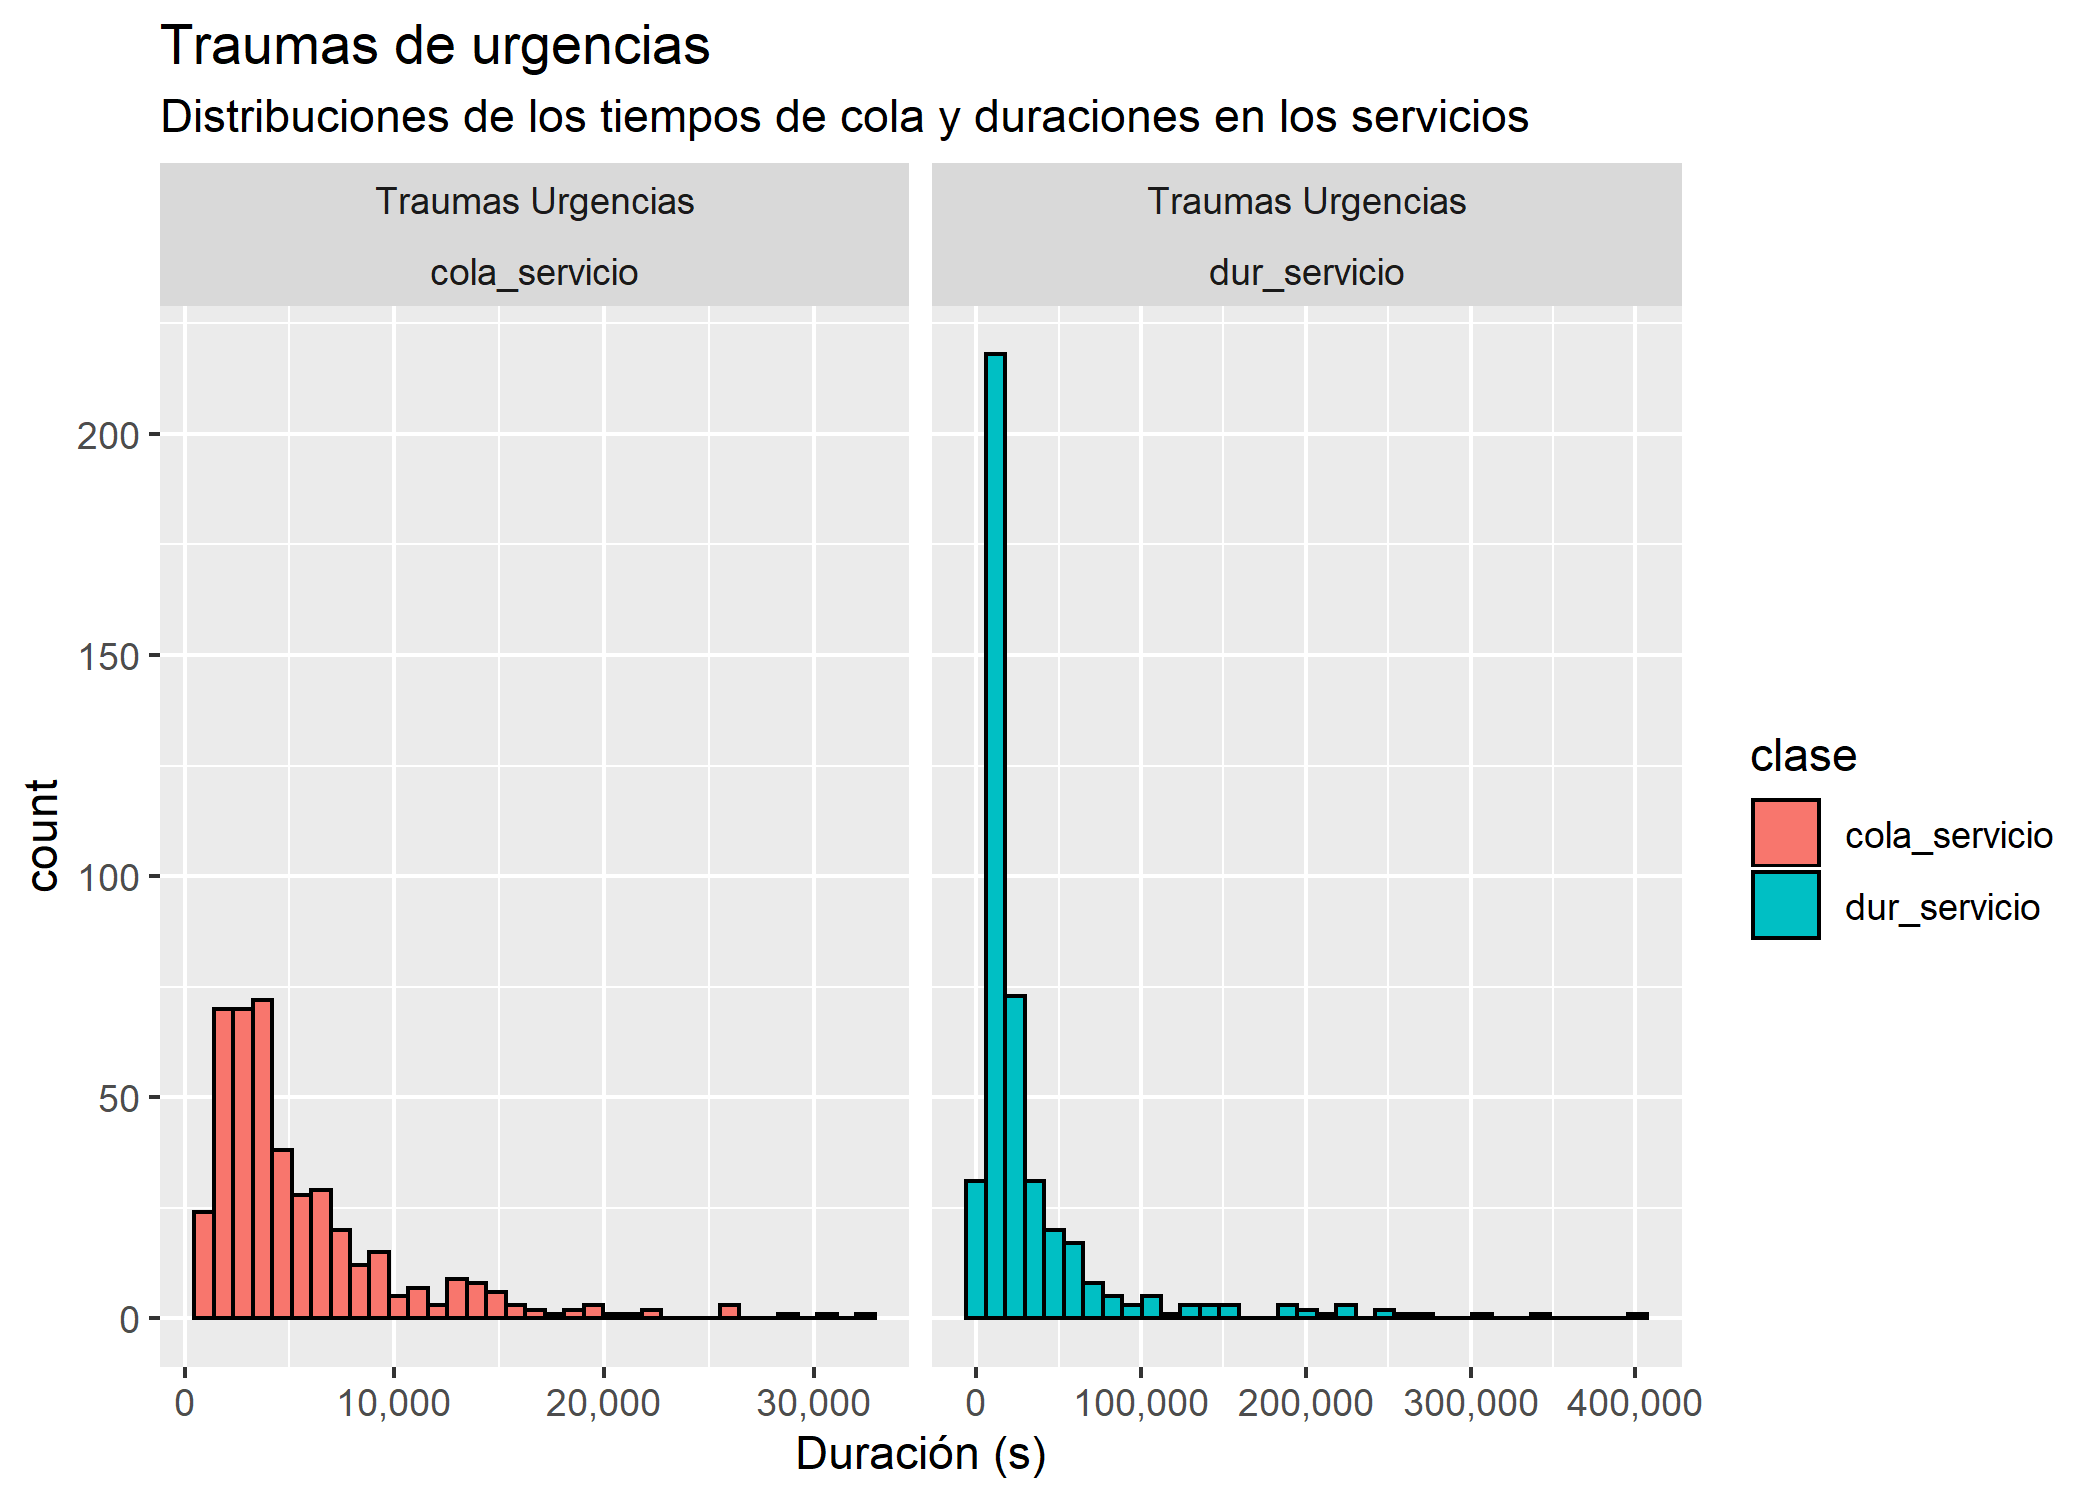 Traumas de urgencias
Distribuciones de los tiempos de cola y duraciones en los servicios
Traumas Urgencias
cola_servicio
Traumas Urgencias
dur_servicio
count
200
150
100
50
0
0 10,000 20,000 30,000
0 100,000 200,000 300,000 400,000
Duración (s)
clase
cola_servicio
dur_servicio